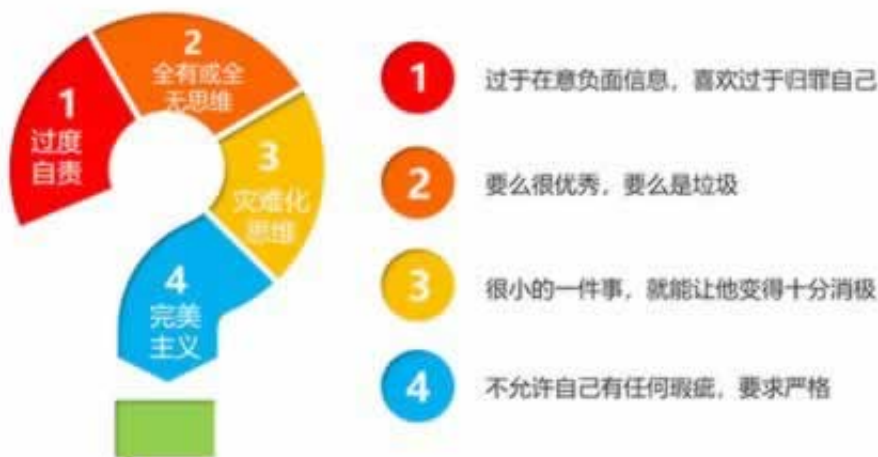 1
过度
自责
2
全有或全
无思维
3
灾难化
思维
4
完美
主义
1 过于在意负面信息，喜欢过于归罪自己
2 要么很优秀，要么是垃圾
3 很小的一件事，就能让他变得十分消极
4 不允许自己有任何瑕疵，要求严格